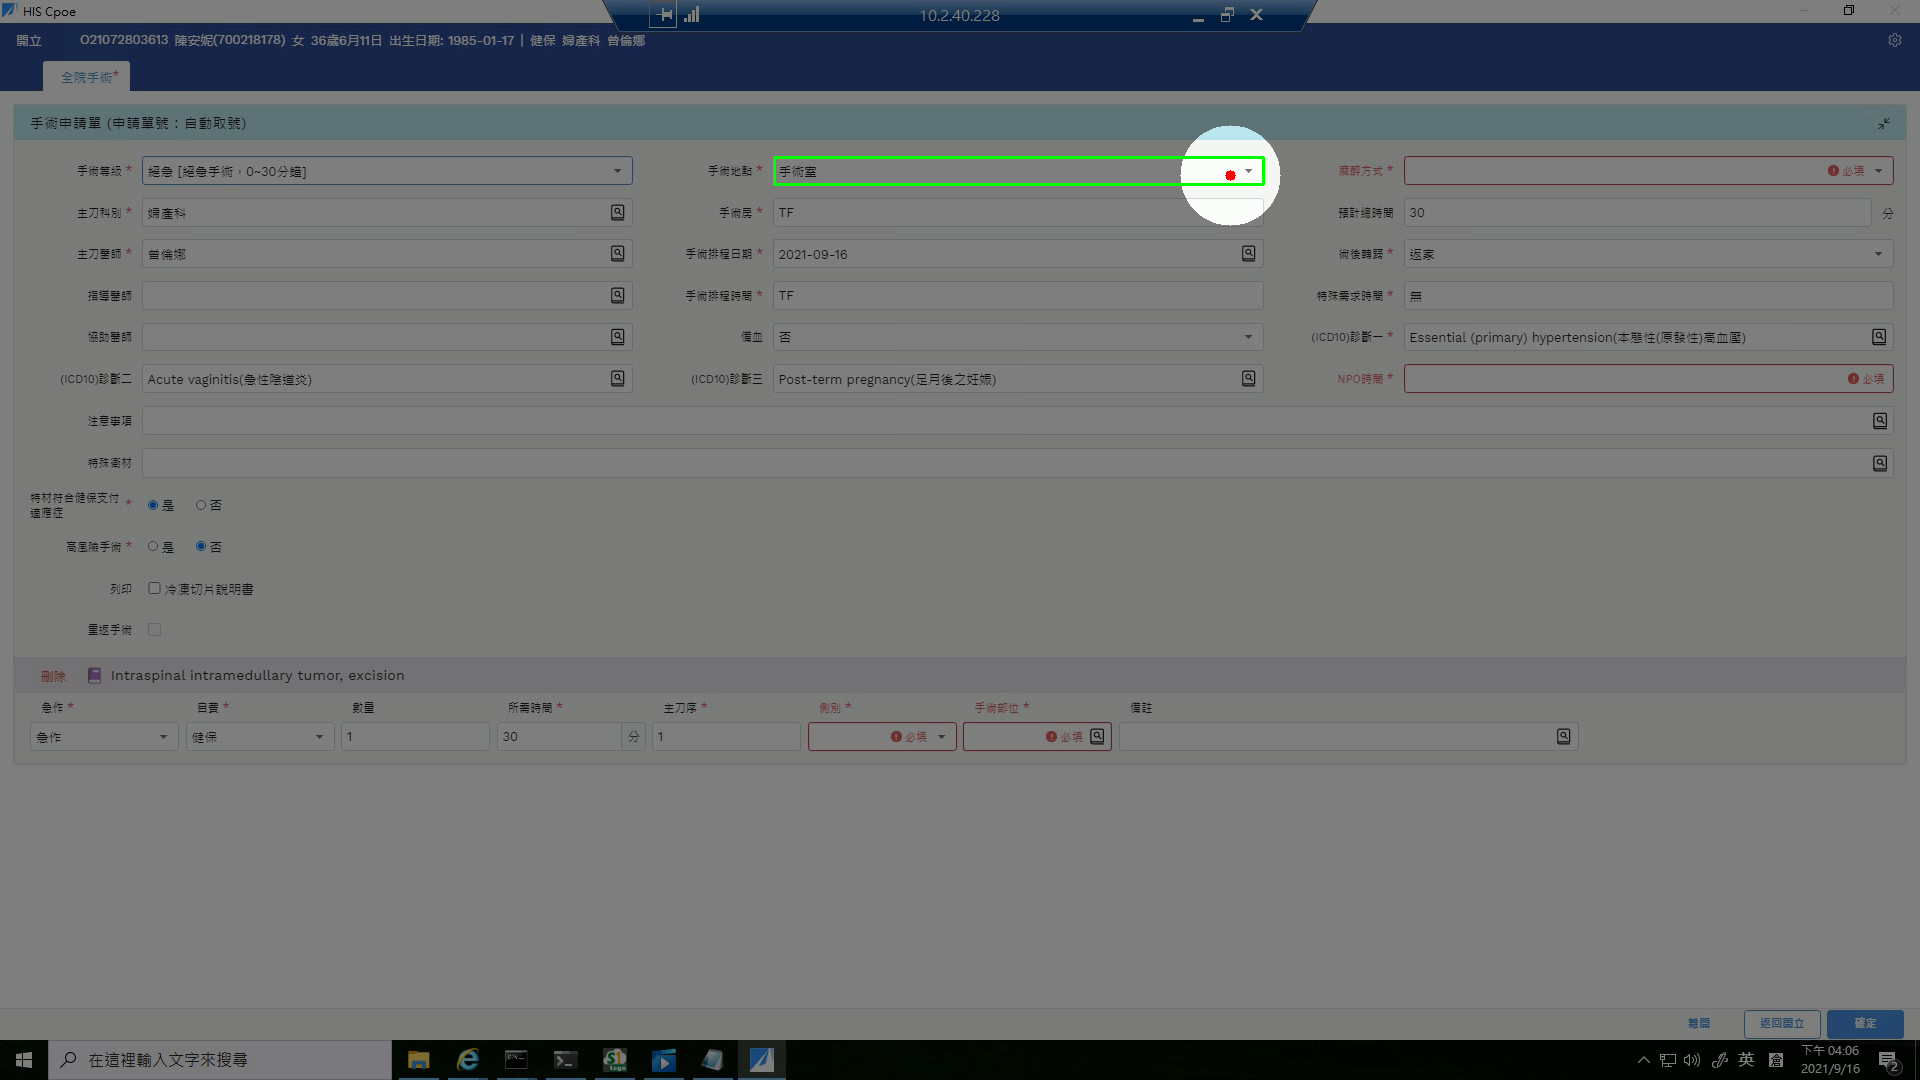 HIS Cpoe
10.2.40.228
開立 O21072803613 陳安妮(700218178) 女 36歲6月11日 出生日期: 1985-01-17 | 健保 婦產科 曾倫娜
全院手術*
手術申請單 (申請單號：自動取號)
手術等級 * 絕急 [絕急手術，0~30分鐘] 手術地點 * 手術室 麻醉方式 * 必填
主刀科別 * 婦產科 手術房 * TF 預計總時間 30 分
主刀醫師 * 曾倫娜 手術排程日期 * 2021-09-16 術後轉歸 * 返家
指導醫師 手術排程時間 * TF 特殊需求時間 * 無
協助醫師 備血 否 (ICD10)診斷一 * Essential (primary) hypertension(本態性(原發性)高血壓)
(ICD10)診斷二 Acute vaginitis(急性陰道炎) (ICD10)診斷三 Post-term pregnancy(足月後之妊娠) NPO時間 * 必填
注意事項
特殊衛材
特材符合健保支付
適應症 * 是 否
高風險手術 * 是 否
列印 冷凍切片說明書
重返手術
刪除 Intraspinal intramedullary tumor, excision
急作 * 自費 * 數量 所需時間 * 主刀序 * 側別 * 手術部位 * 備註
急作 健保 1 30 分 1 必填 必填
離開 返回開立 確定
在這裡輸入文字來搜尋
英
下午 04:06
2021/9/16
2